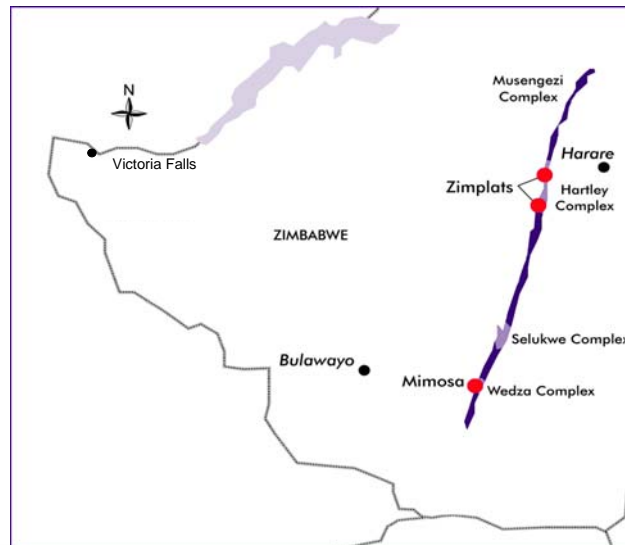 Musengezi
Complex
N
Harare
Victoria Falls
Zimplats
Hartley
Complex
ZIMBABWE
Selukwe Complex
Bulawayo
Mimosa
Wedza Complex